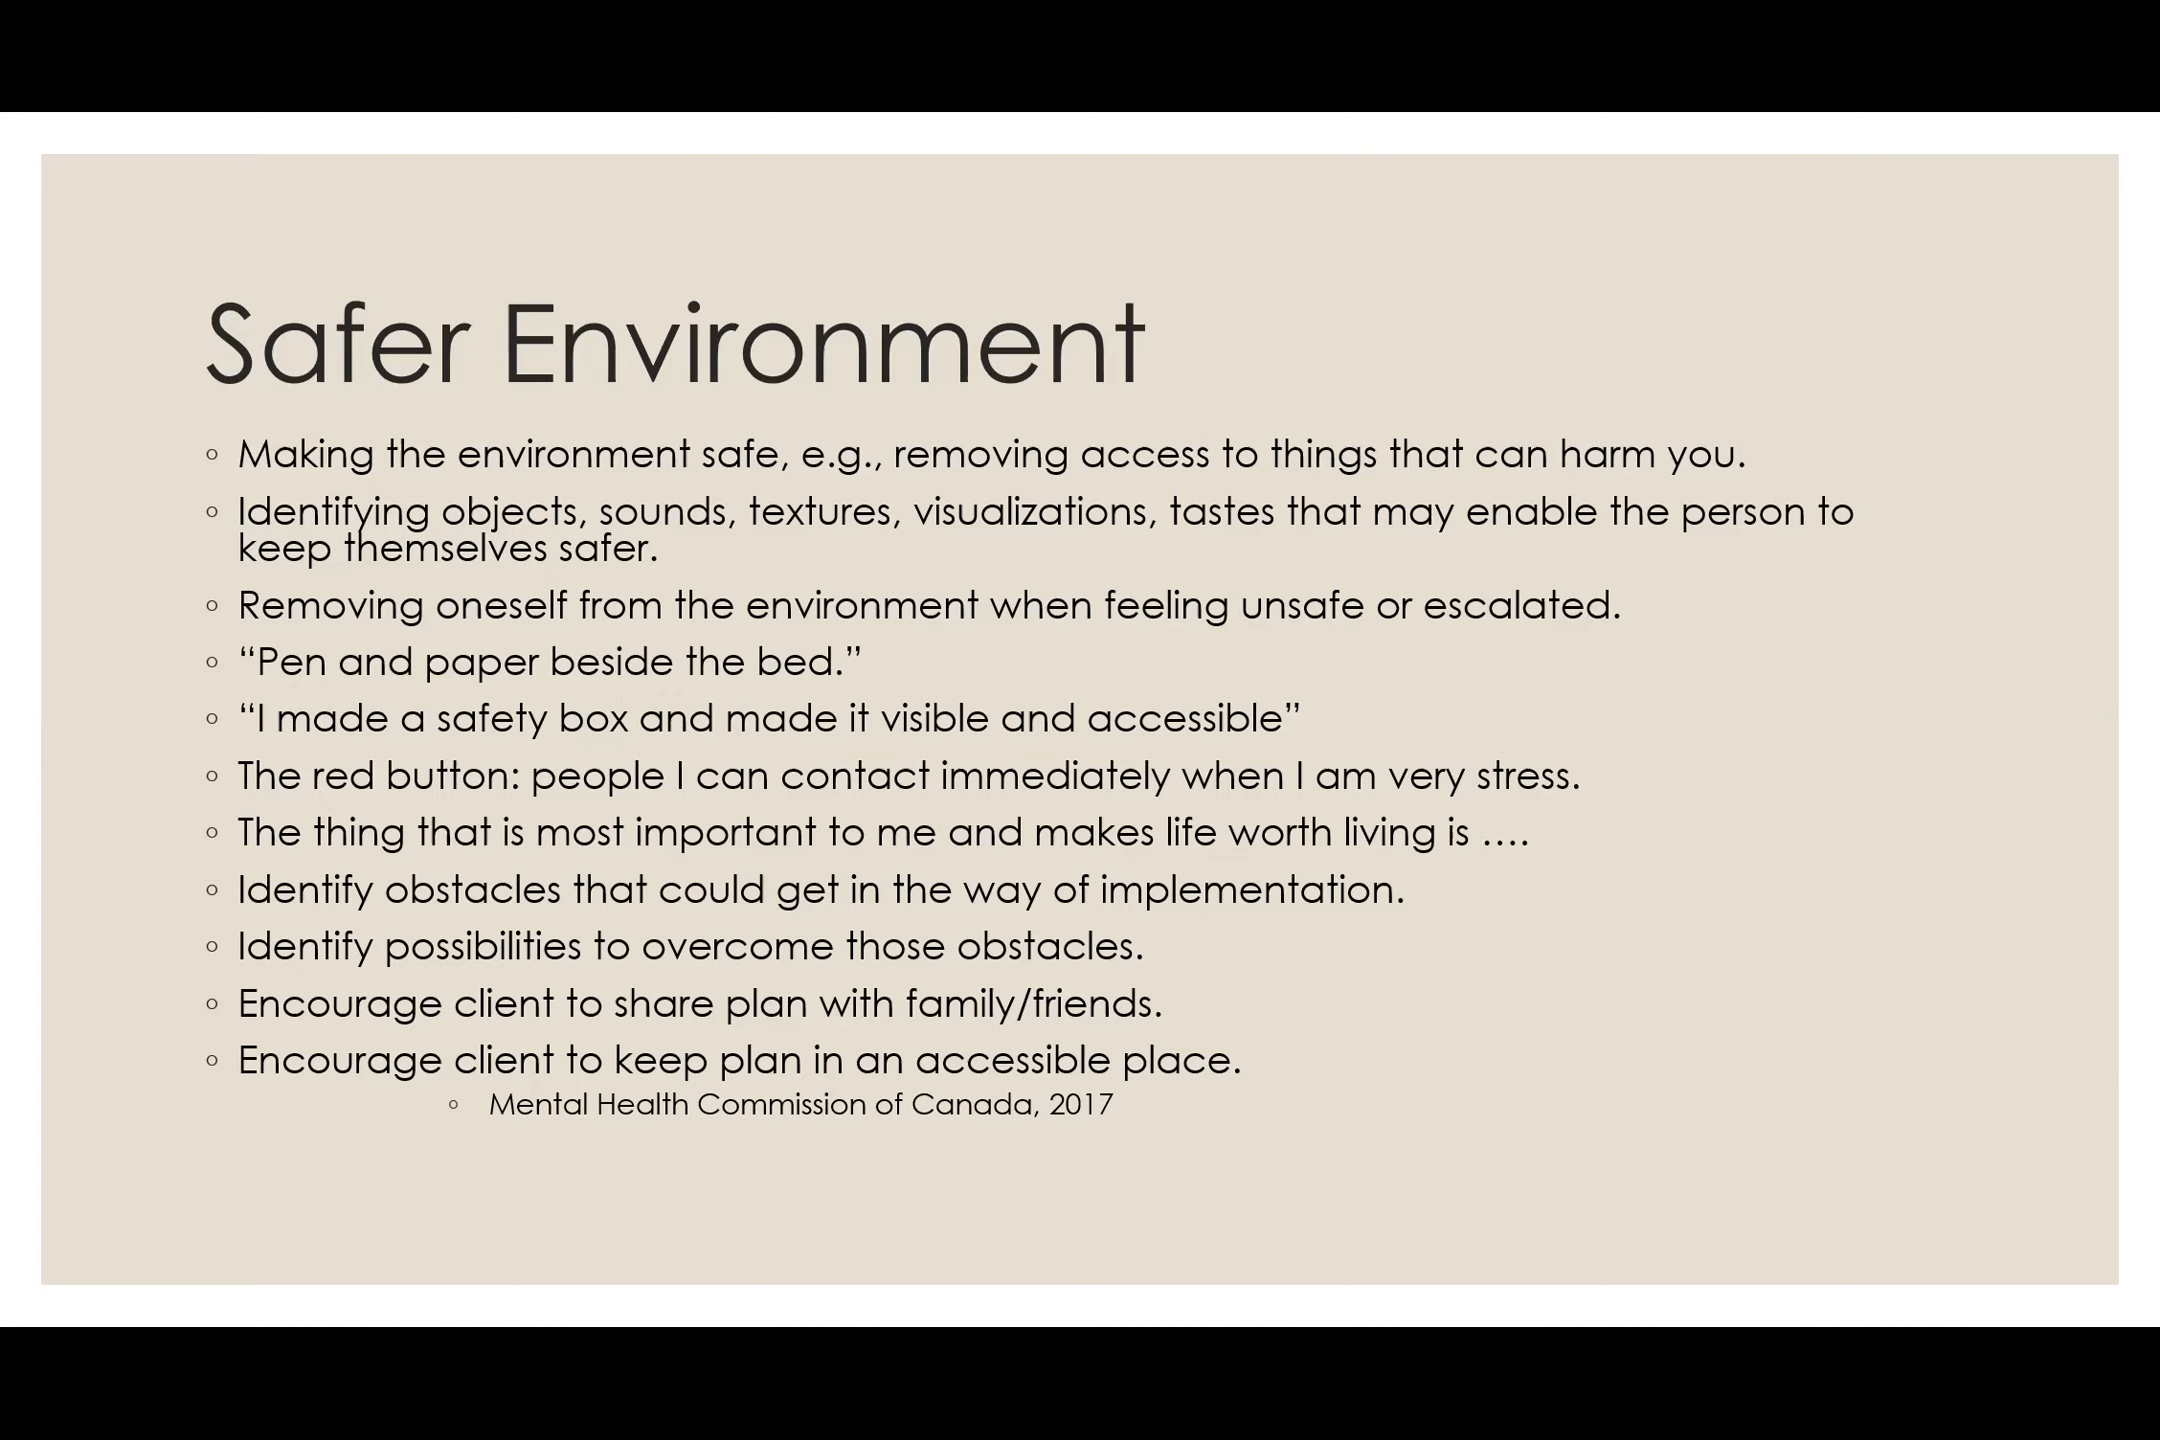 Safer Environment
◦ Making the environment safe, e.g., removing access to things that can harm you.
◦ Identifying objects, sounds, textures, visualizations, tastes that may enable the person to
keep themselves safer.
◦ Removing oneself from the environment when feeling unsafe or escalated.
◦ “Pen and paper beside the bed.”
◦ “I made a safety box and made it visible and accessible”
◦ The red button: people I can contact immediately when I am very stress.
◦ The thing that is most important to me and makes life worth living is ....
◦ Identify obstacles that could get in the way of implementation.
◦ Identify possibilities to overcome those obstacles.
◦ Encourage client to share plan with family/friends.
◦ Encourage client to keep plan in an accessible place.
◦ Mental Health Commission of Canada, 2017